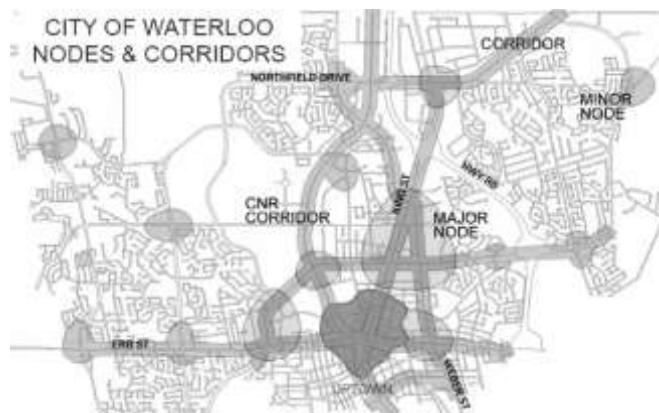 CITY OF WATERLOO
NODES & CORRIDORS
CORRIDOR
NORTHFIELD DRIVE
MINOR
NODE
HWY 86
KING ST
CNR
CORRIDOR
MAJOR
NODE
ERB ST
WEBER ST
UPTOWN